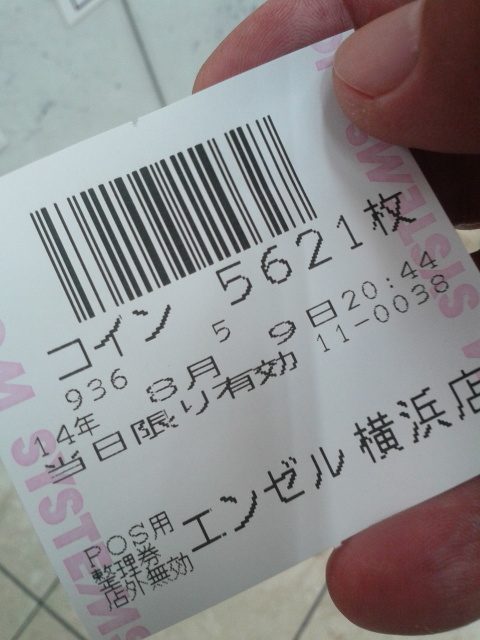 コイン 5621枚
936 5
14年 8月 9日20:44
当日限り有効 11-0038
エンゼル横浜店
POS用
整理券
店外無効
SYSTEMS
SYSTEMS